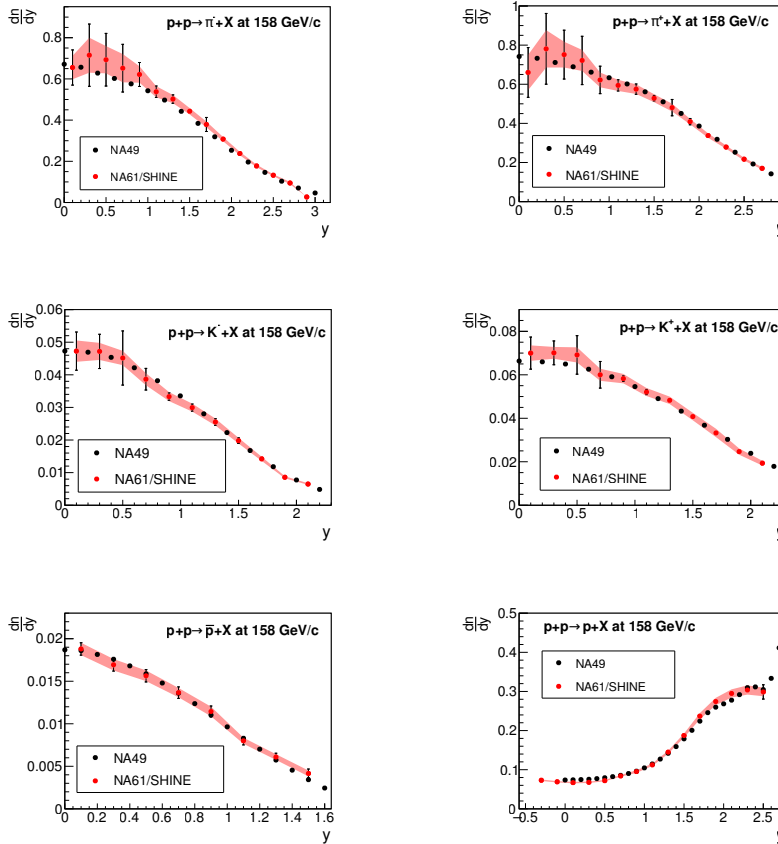 dn/dy
p+p→ π⁻+X at 158 GeV/c
0.8
0.6
0.4
0.2
0.0
NA49
NA61/SHINE
0 0.5 1 1.5 2 2.5 3
y
dn/dy
p+p→ π⁺+X at 158 GeV/c
1
0.8
0.6
0.4
0.2
0.0
NA49
NA61/SHINE
0 0.5 1 1.5 2 2.5
y
dn/dy
p+p→ K⁻+X at 158 GeV/c
0.06
0.05
0.04
0.03
0.02
0.01
0.00
NA49
NA61/SHINE
0 0.5 1 1.5 2
y
dn/dy
p+p→ K⁺+X at 158 GeV/c
0.08
0.06
0.04
0.02
0.00
NA49
NA61/SHINE
0 0.5 1 1.5 2
y
dn/dy
p+p→ p̅+X at 158 GeV/c
0.02
0.015
0.01
0.005
0.000
NA49
NA61/SHINE
0 0.2 0.4 0.6 0.8 1 1.2 1.4 1.6
y
dn/dy
p+p→ p+X at 158 GeV/c
0.5
0.4
0.3
0.2
0.1
0.0
NA49
NA61/SHINE
−0.5 0 0.5 1 1.5 2 2.5
y